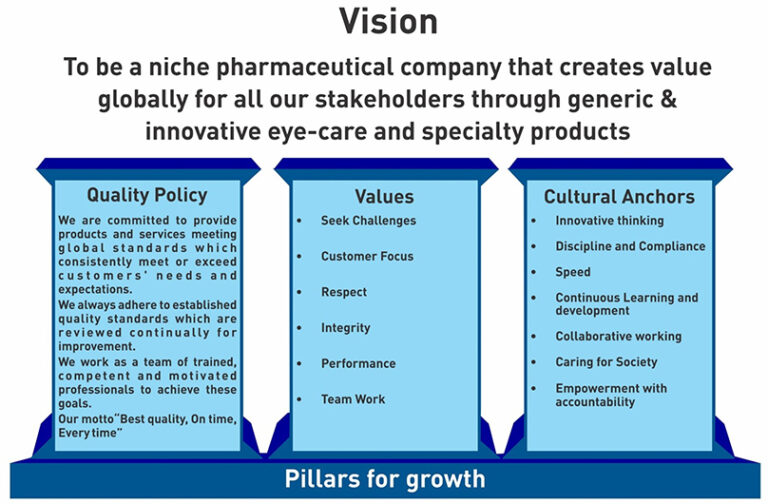 Vision
To be a niche pharmaceutical company that creates value
globally for all our stakeholders through generic &
innovative eye-care and specialty products
Quality Policy
We are committed to provide
products and services meeting
global standards which
consistently meet or exceed
customers' needs and
expectations.
We always adhere to established
quality standards which are
reviewed continually for
improvement.
We work as a team of trained,
competent and motivated
professionals to achieve these
goals.
Our motto"Best quality, On time,
Every time"
Values
• Seek Challenges
• Customer Focus
• Respect
• Integrity
• Performance
• Team Work
Cultural Anchors
• Innovative thinking
• Discipline and Compliance
• Speed
• Continuous Learning and
development
• Collaborative working
• Caring for Society
• Empowerment with
accountability
Pillars for growth